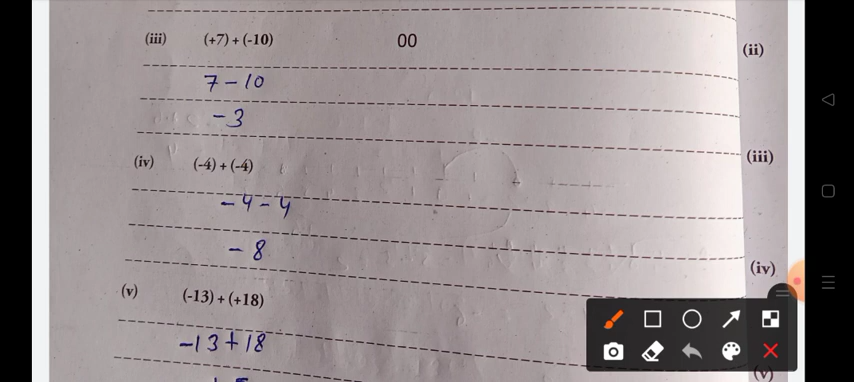 (iii) (+7) + (-10) 00 (ii)
7 - 10
- 3
(iii)
(iv) (-4) + (-4)
- 4 - 4
- 8
(iv)
(v) (-13) + (+18)
-13 + 18
(v)